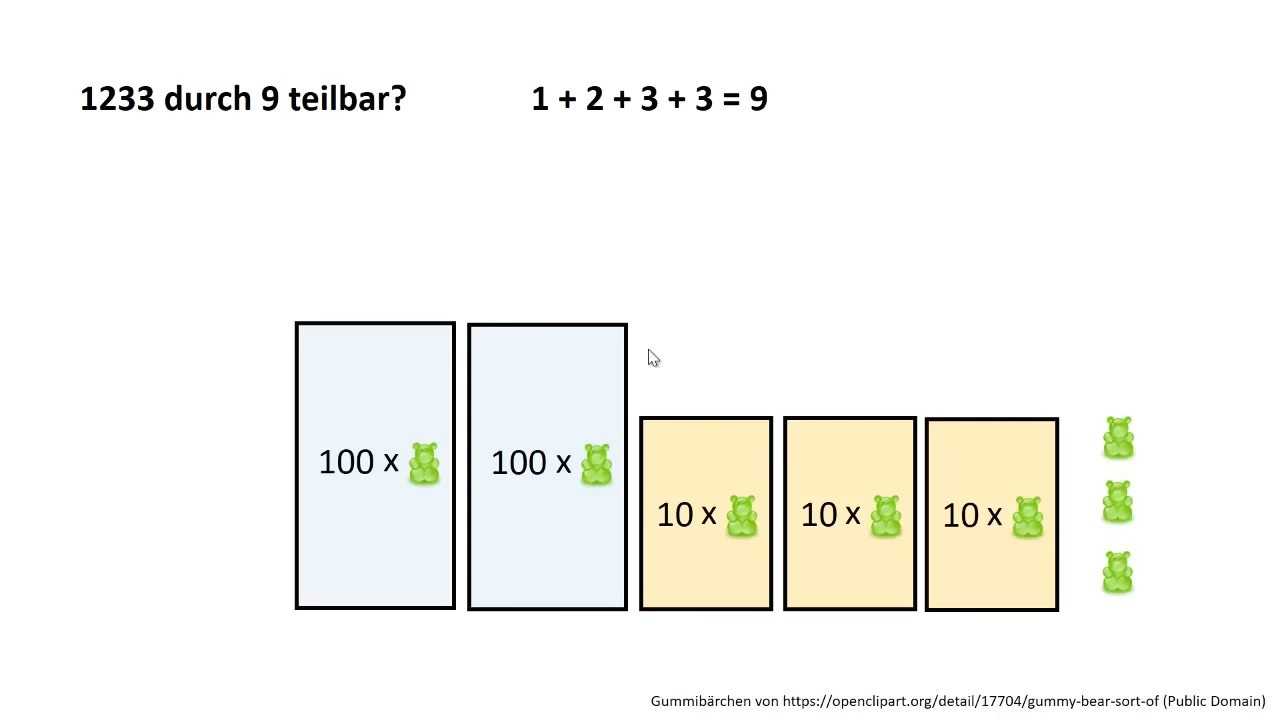 1233 durch 9 teilbar?
1 + 2 + 3 + 3 = 9
100 x
100 x
10 x
10 x
10 x
Gummibärchen von https://openclipart.org/detail/17704/gummy-bear-sort-of (Public Domain)